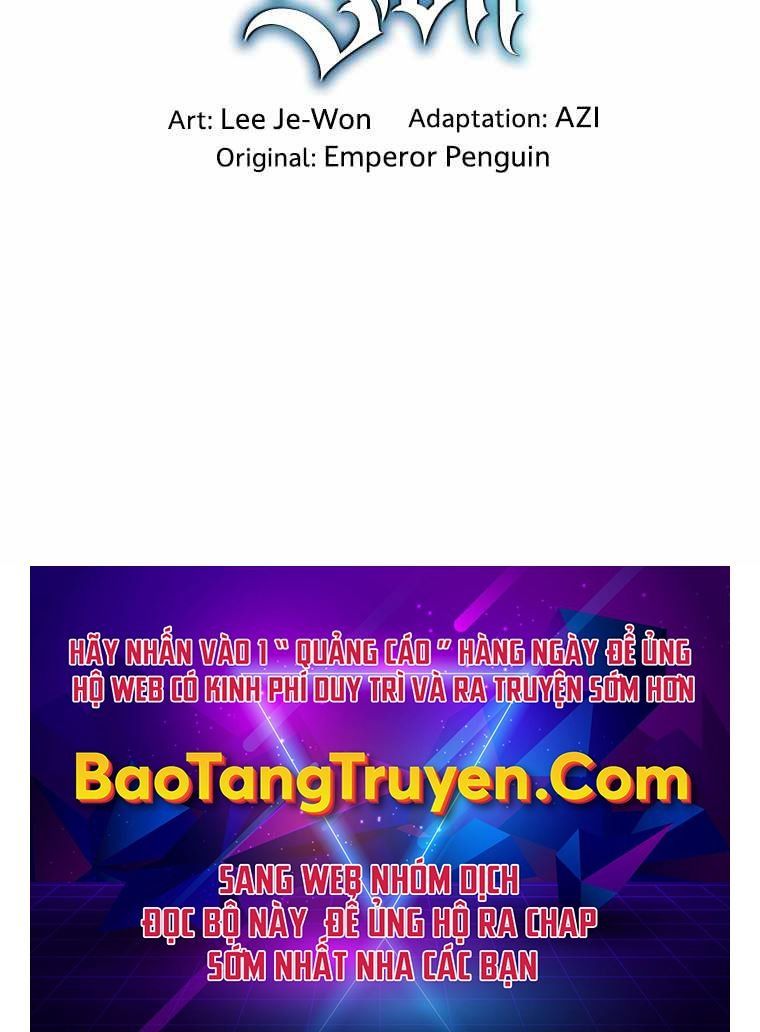 Art: Lee Je-Won Adaptation: AZI
Original: Emperor Penguin
HÃY NHẤN VÀO 1 “ QUẢNG CÁO ” HÀNG NGÀY ĐỂ ỦNG
HỘ WEB CÓ KINH PHÍ DUY TRÌ VÀ RA TRUYỆN SỚM HƠN
BaoTangTruyen.Com
SANG WEB NHÓM DỊCH
ĐỌC BỘ NÀY ĐỂ ỦNG HỘ RA CHAP
SỚM NHẤT NHA CÁC BẠN